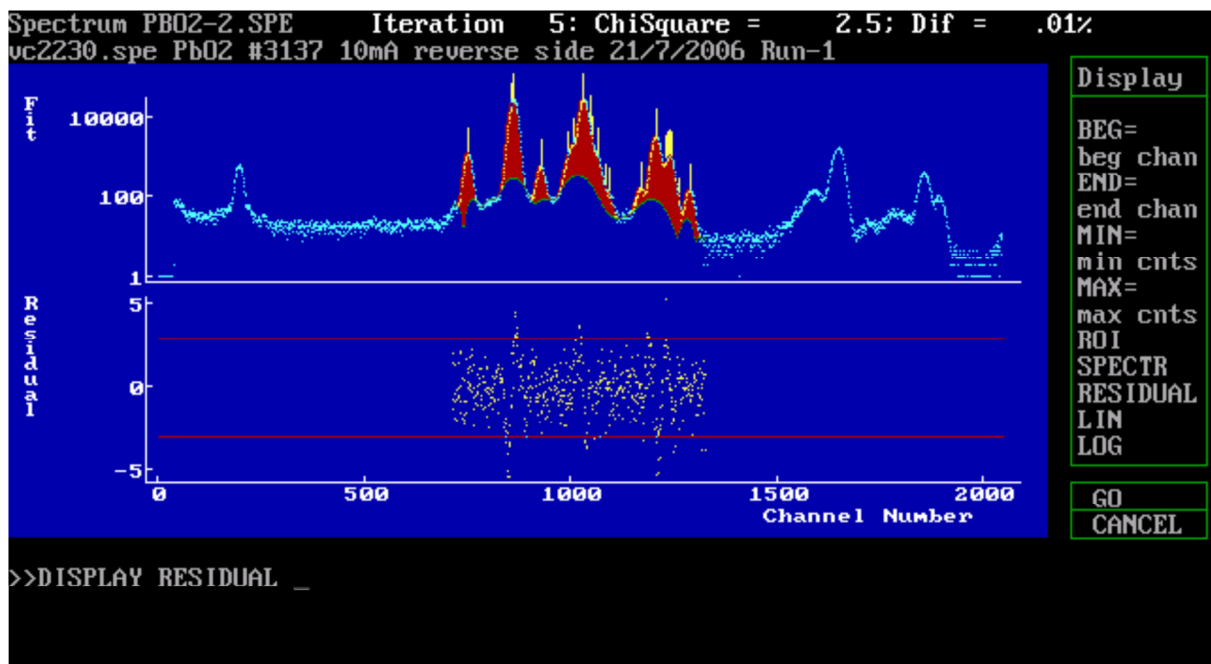 Spectrum PBO2-2.SPE Iteration 5: ChiSquare = 2.5; Dif = .01%
vc2230.spe PbO2 #3137 10mA reverse side 21/7/2006 Run-1
Fit
10000
100
1
Residual
5
0
-5
0 500 1000 1500 2000
Channel Number
Display
BEG=
beg chan
END=
end chan
MIN=
min cnts
MAX=
max cnts
ROI
SPECTR
RESIDUAL
LIN
LOG
GO
CANCEL
>>DISPLAY RESIDUAL _